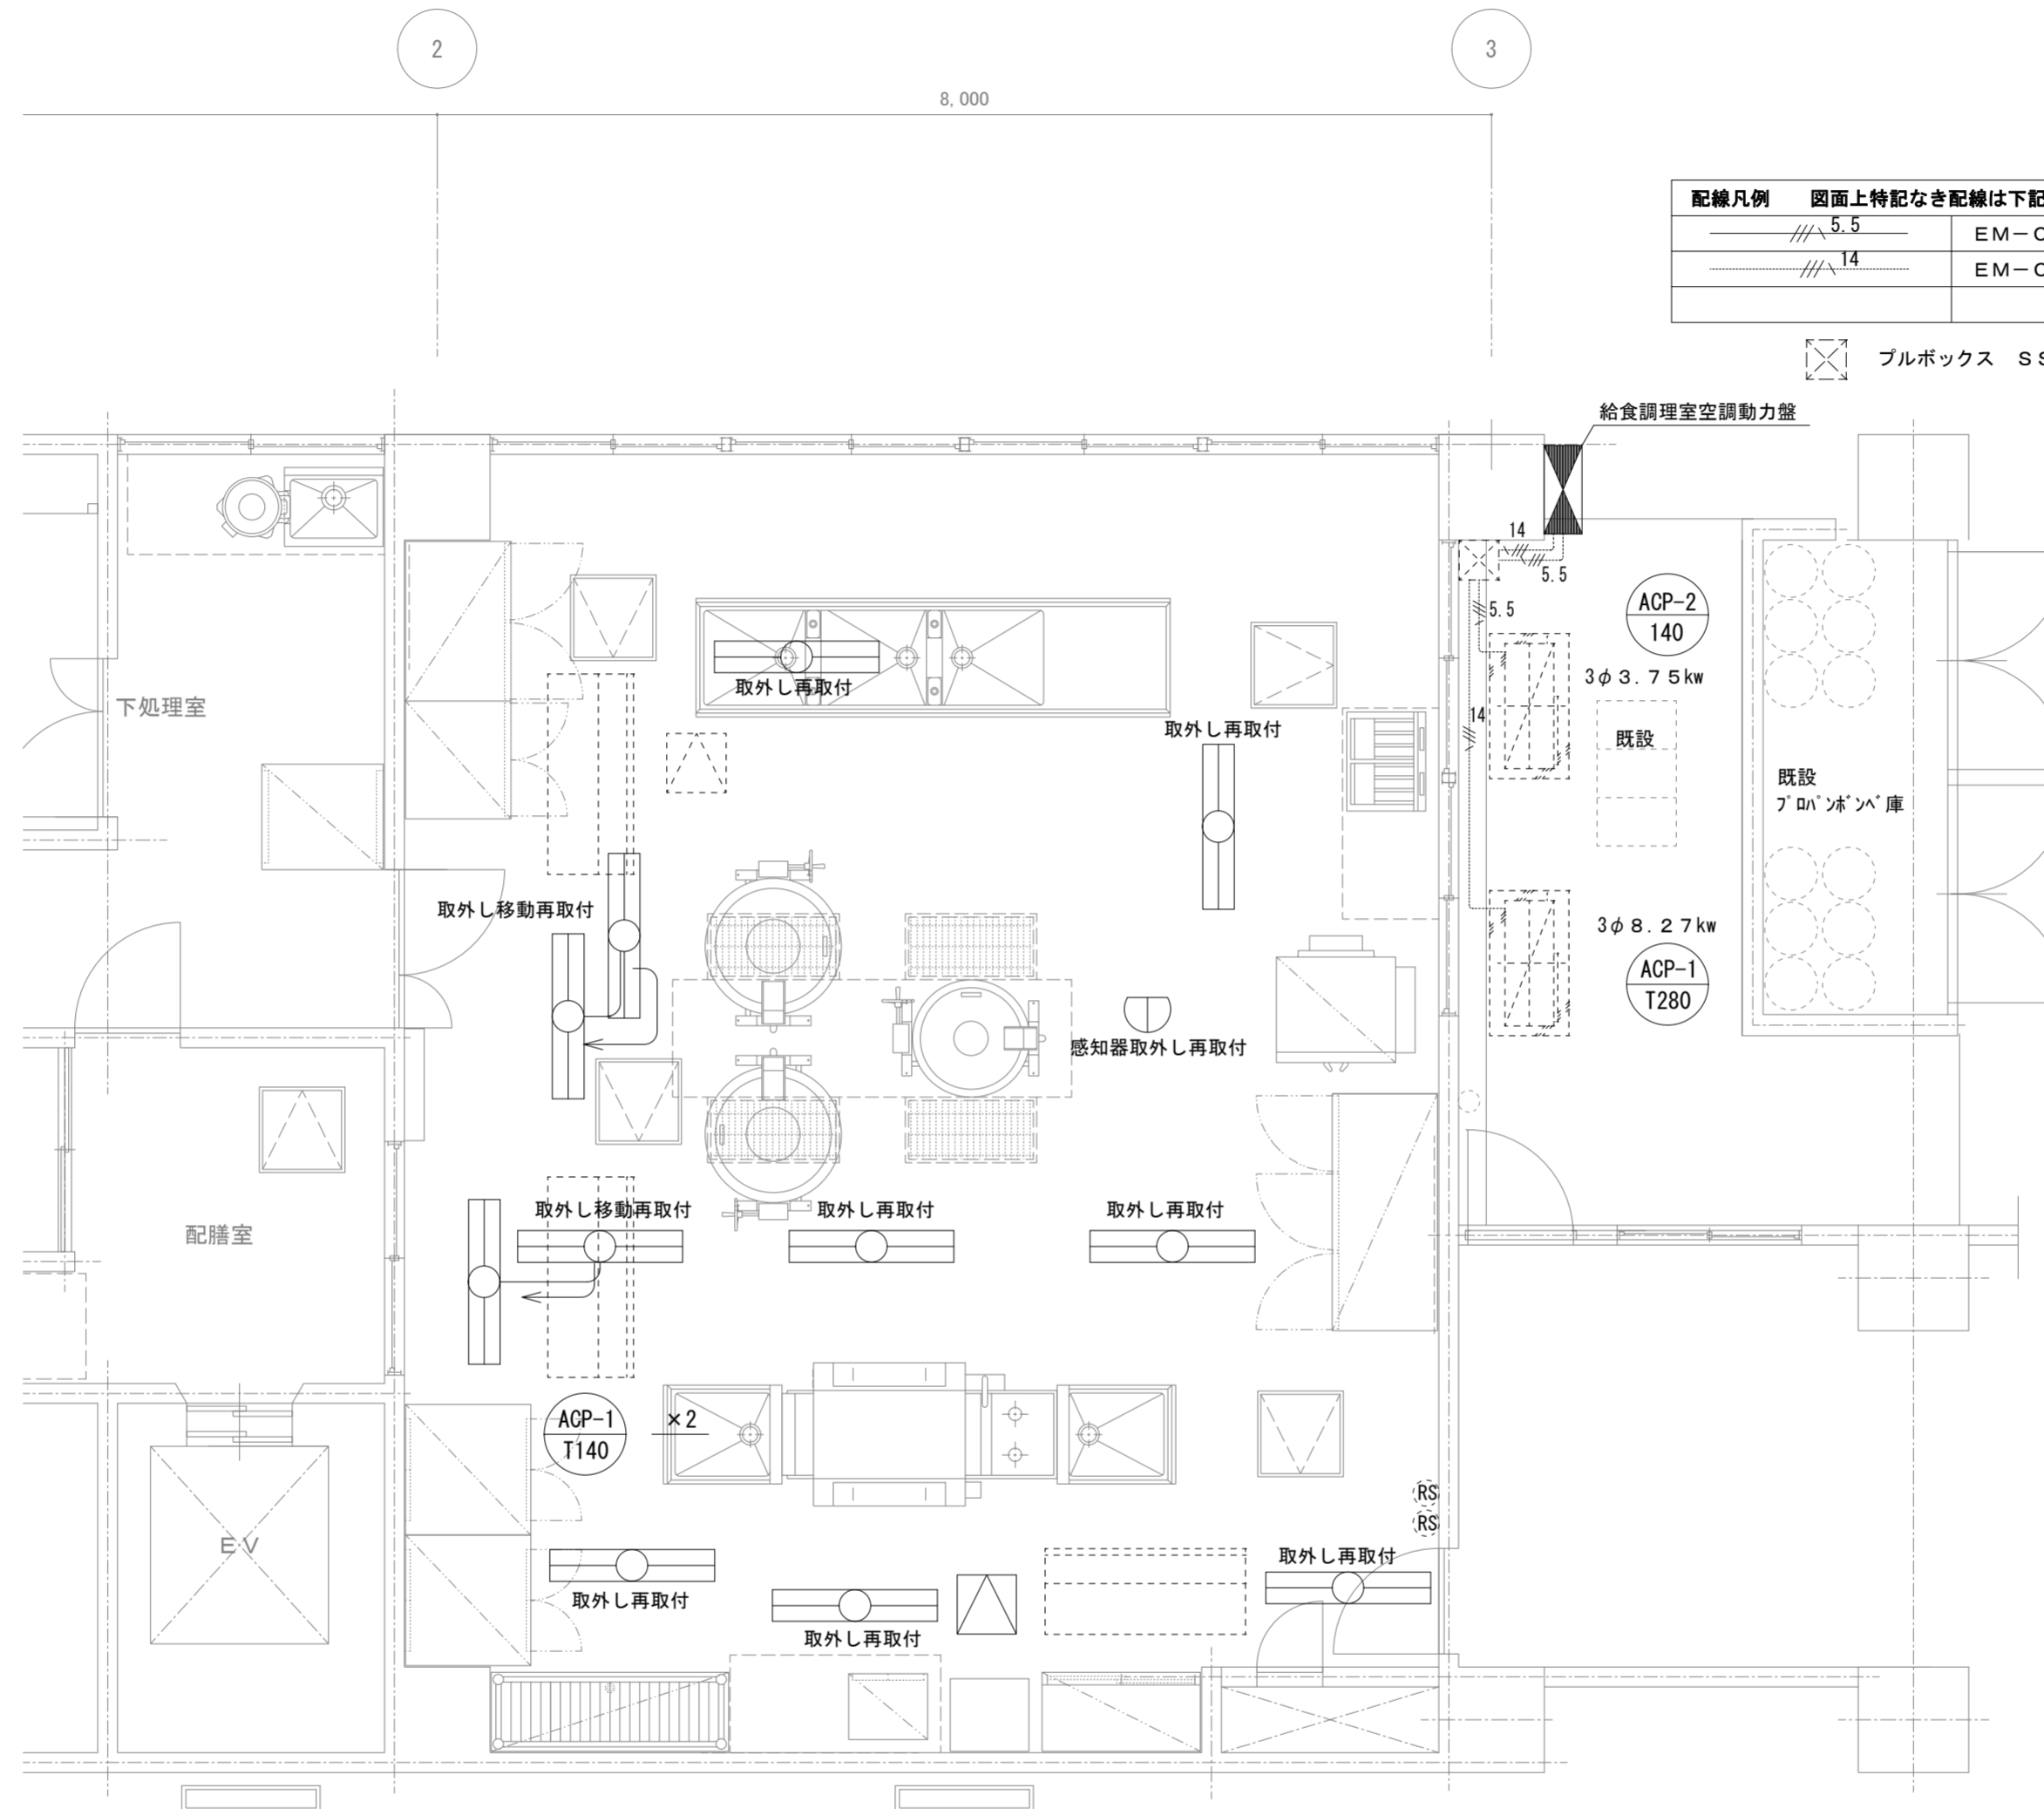 2
3
8,000
配線凡例 図面上特記なき配線は下記
5.5
EM-C
14
EM-C
プルボックス SS
給食調理室空調動力盤
14
5.5
5.5
ACP-2
140
3φ3.75kw
14
既設
既設
プロパンボンベ庫
下処理室
取外し再取付
取外し再取付
取外し移動再取付
3φ8.27kw
ACP-1
T280
感知器取外し再取付
配膳室
取外し移動再取付
取外し再取付
取外し再取付
ACP-1
T140
×2
RS
RS
EV
取外し再取付
取外し再取付
取外し再取付